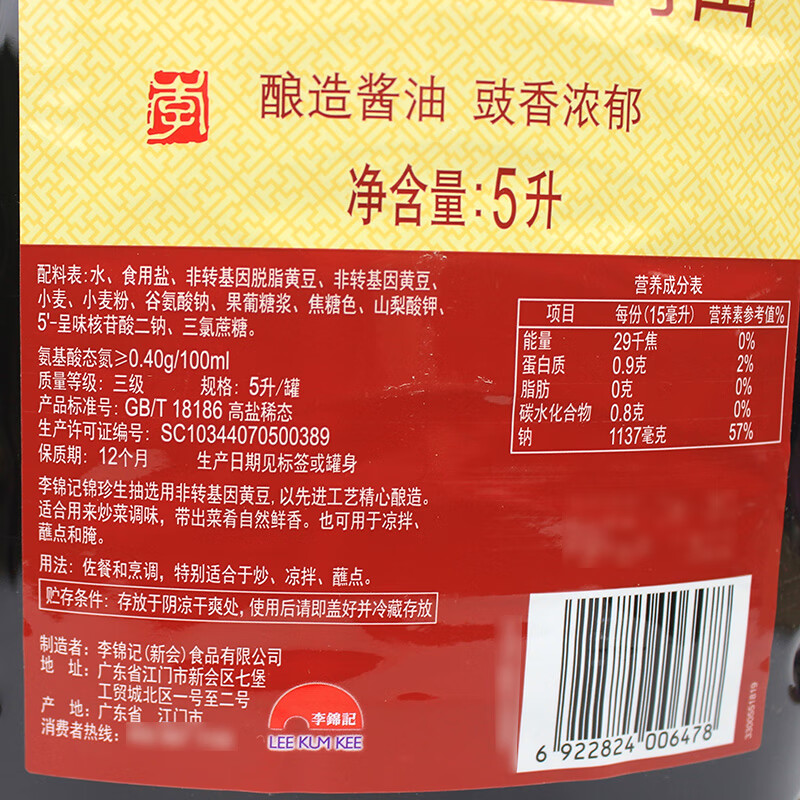 酿造酱油 豉香浓郁
净含量:5升
配料表:水、食用盐、非转基因脱脂黄豆、非转基因黄豆、
小麦、小麦粉、谷氨酸钠、果葡糖浆、焦糖色、山梨酸钾、
5'-呈味核苷酸二钠、三氯蔗糖。
氨基酸态氮≥0.40g/100ml
质量等级: 三级 规格: 5升/罐
产品标准号: GB/T 18186 高盐稀态
生产许可证编号: SC10344070500389
保质期: 12个月 生产日期见标签或罐身
李锦记锦珍生抽选用非转基因黄豆,以先进工艺精心酿造。
适合用来炒菜调味，带出菜肴自然鲜香。也可用于凉拌、
蘸点和腌。
用法: 佐餐和烹调，特别适合于炒、凉拌、蘸点。
贮存条件: 存放于阴凉干爽处,使用后请即盖好并冷藏存放
制造者: 李锦记(新会)食品有限公司
地 址: 广东省江门市新会区七堡
工贸城北区一号至二号
产 地: 广东省 江门市
消费者热线:
李錦記
LEE KUM KEE
营养成分表
项目 每份(15毫升) 营养素参考值%
能量 29千焦 0%
蛋白质 0.9克 2%
脂肪 0克 0%
碳水化合物 0.8克 0%
钠 1137毫克 57%
6 922824 006478
3300551819